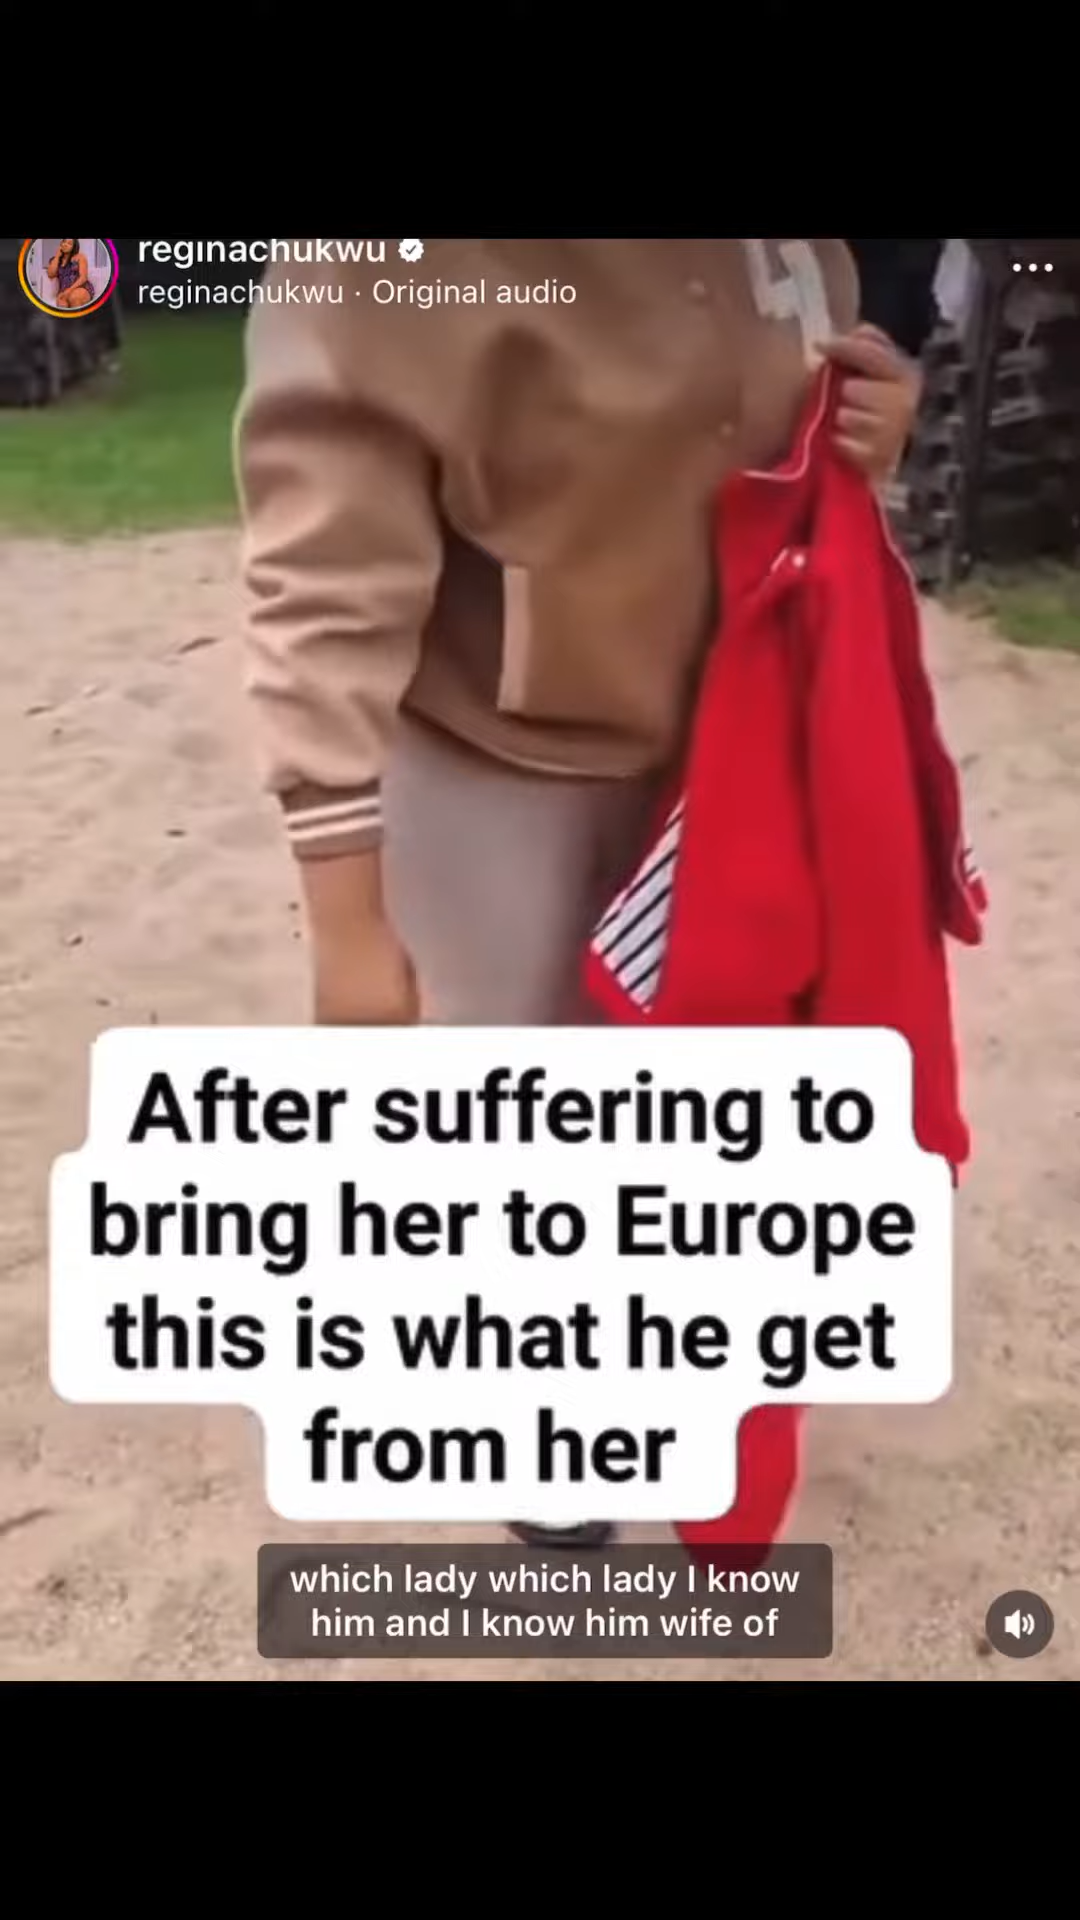 reginachukwu
reginachukwu · Original audio
After suffering to
bring her to Europe
this is what he get
from her
which lady which lady I know
him and I know him wife of